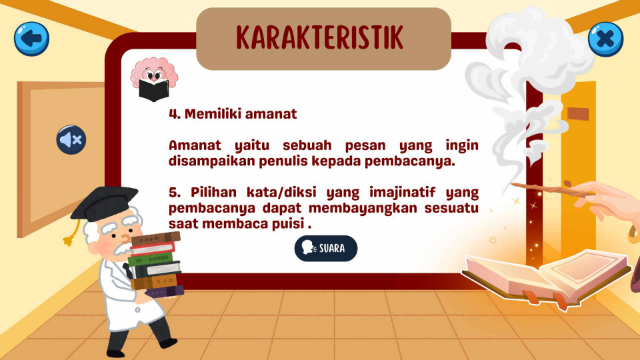 KARAKTERISTIK
4. Memiliki amanat
Amanat yaitu sebuah pesan yang ingin
disampaikan penulis kepada pembacanya.
5. Pilihan kata/diksi yang imajinatif yang
pembacanya dapat membayangkan sesuatu
saat membaca puisi .
SUARA